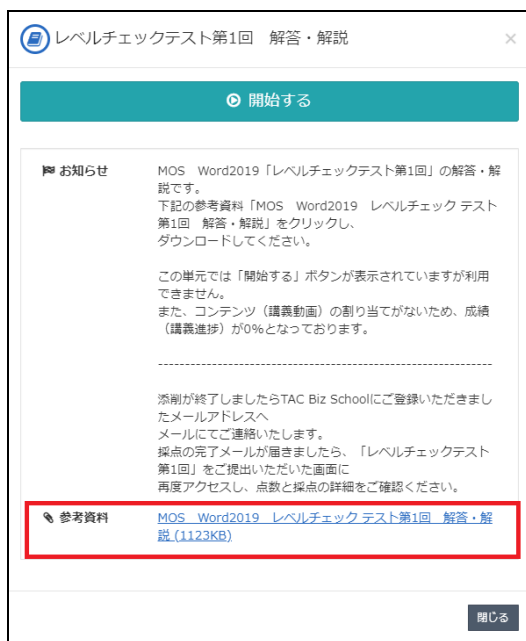 レベルチェックテスト第1回　解答・解説
×
開始する
お知らせ
MOS　Word2019「レベルチェックテスト第1回」の解答・解
説です。
下記の参考資料「MOS　Word2019　レベルチェック テスト
第1回　解答・解説」をクリックし、
ダウンロードしてください。
この単元では「開始する」ボタンが表示されていますが利用
できません。
また、コンテンツ（講義動画）の割り当てがないため、成績
（講義進捗）が0%となっております。
--------------------------------------------------------------
添削が終了しましたらTAC Biz Schoolにご登録いただきまし
たメールアドレスへ
メールにてご連絡いたします。
採点の完了メールが届きましたら、「レベルチェックテスト
第1回」をご提出いただいた画面に
再度アクセスし、点数と採点の詳細をご確認ください。
参考資料
MOS　Word2019　レベルチェック テスト第1回　解答・解
説 (1123KB)
閉じる